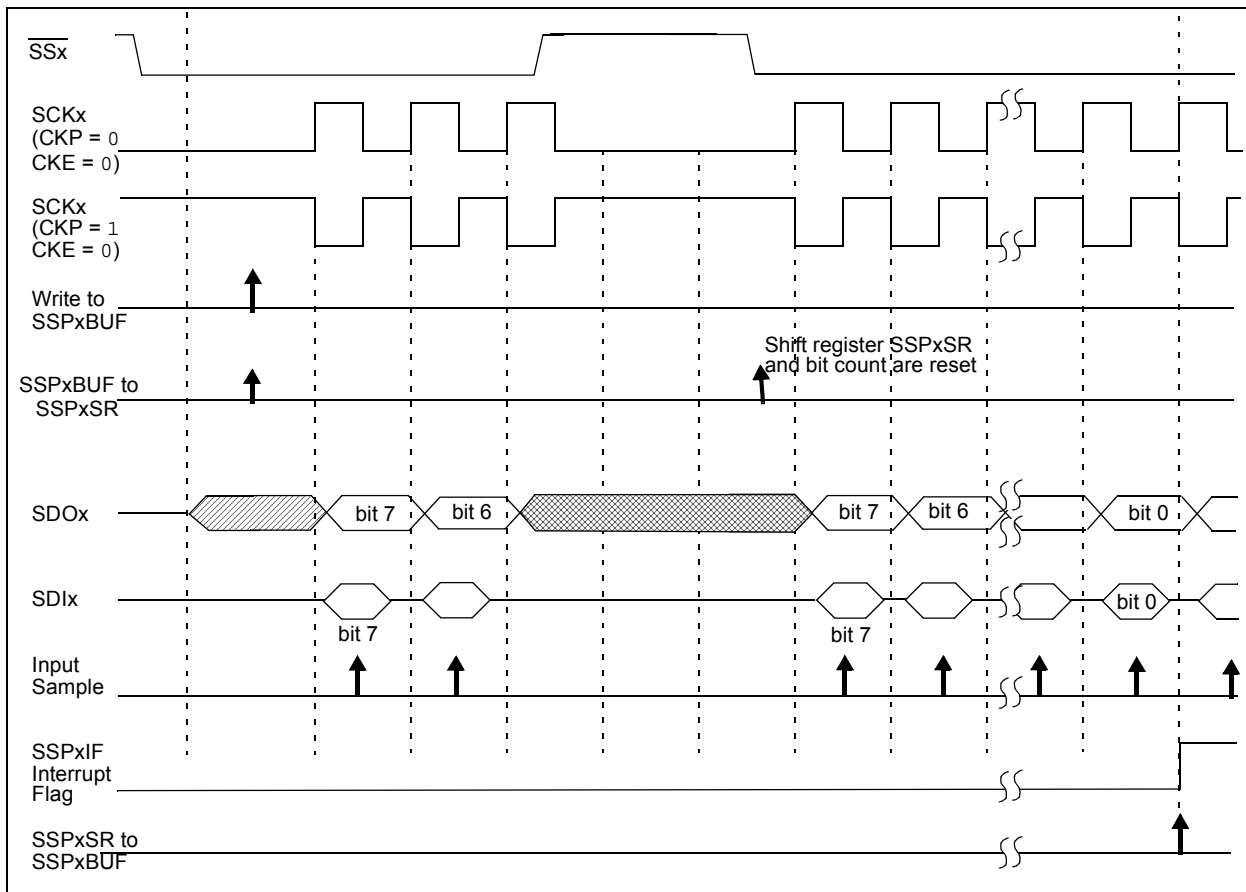 SSx
SCKx
(CKP = 0
CKE = 0)
SCKx
(CKP = 1
CKE = 0)
Write to
SSPxBUF
Shift register SSPxSR
and bit count are reset
SSPxBUF to
SSPxSR
SDOx
bit 7
bit 6
bit 7
bit 6
bit 0
SDIx
bit 0
bit 7
bit 7
Input
Sample
SSPxIF
Interrupt
Flag
SSPxSR to
SSPxBUF